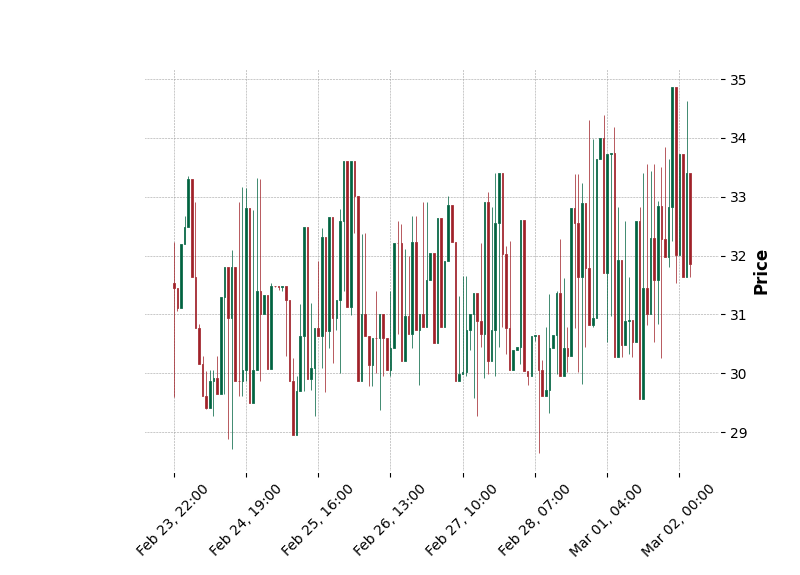 35
34
33
32
31
30
29
Price
Feb 23, 22:00
Feb 24, 19:00
Feb 25, 16:00
Feb 26, 13:00
Feb 27, 10:00
Feb 28, 07:00
Mar 01, 04:00
Mar 02, 00:00